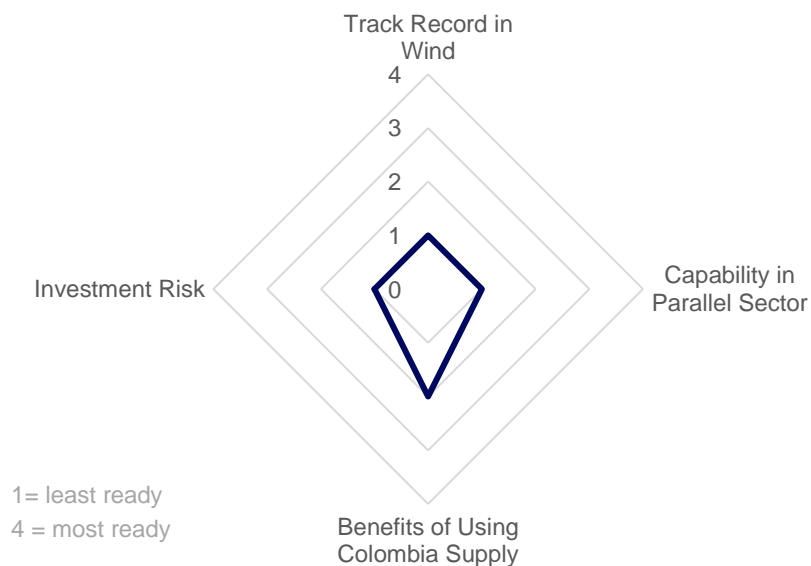 Track Record in
Wind
4
3
2
1
0
Investment Risk
Capability in
Parallel Sector
1= least ready
4 = most ready
Benefits of Using
Colombia Supply